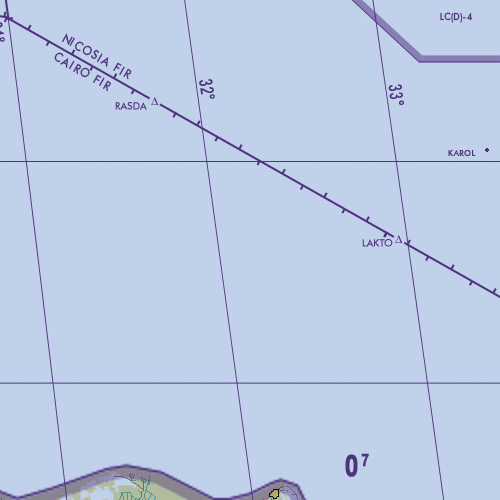 LC(D)-4
NICOSIA FIR
CAIRO FIR
RASDA
32°
33°
KAROL
LAKTO
0⁷